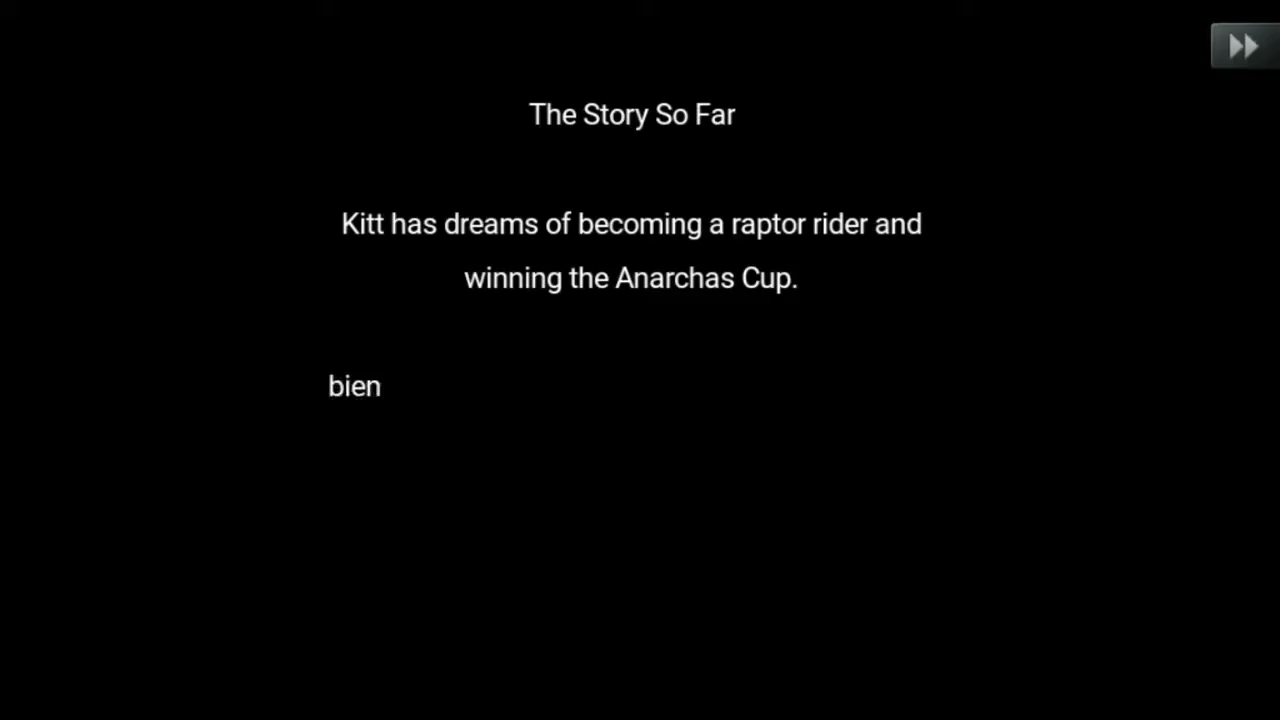 The Story So Far
Kitt has dreams of becoming a raptor rider and
winning the Anarchas Cup.
bien